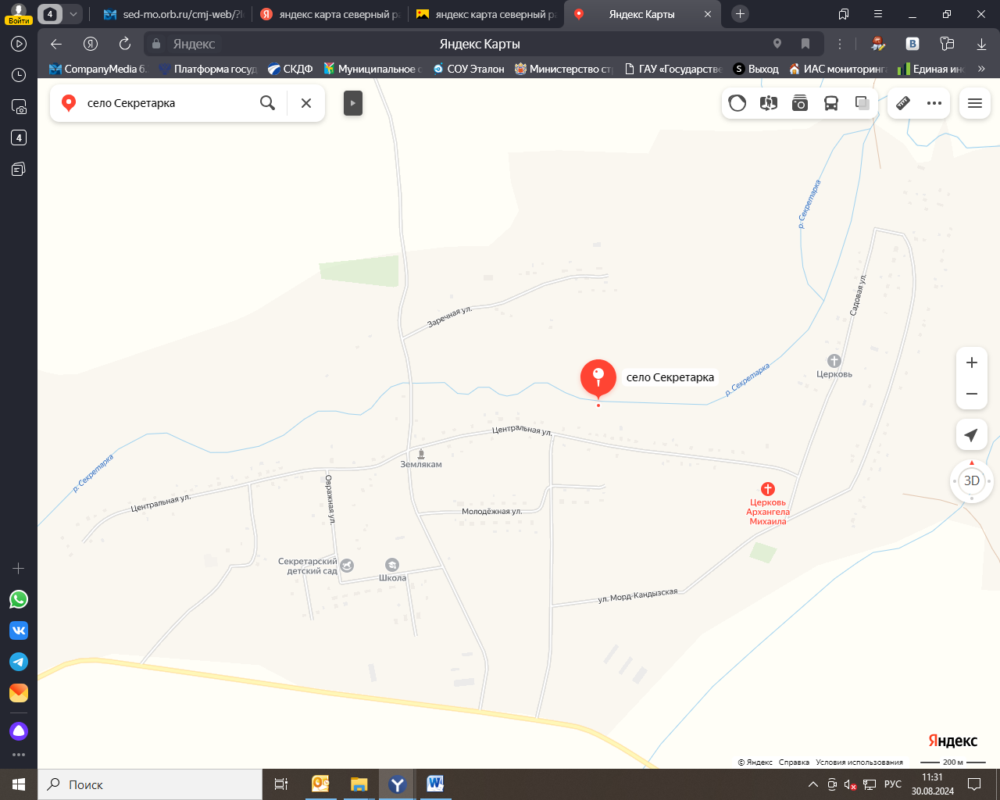 4
sed-mo.orb.ru/cmj-web/?l
яндекс карта северный ра
яндекс карта северный ра
Яндекс Карты
Войти
Яндекс
Яндекс Карты
CompanyMedia б
Платформа госуд
СКДФ
Муниципальное с
СОУ Эталон
Министерство ст
ГАУ «Государстве
Выход
ИАС мониторинга
Единая инс
село Секретарка
4
р. Секретарка
Садовая ул.
Заречная ул.
Церковь
село Секретарка
р. Секретарка
Центральная ул.
Землякам
р. Секретарка
3D
Церковь
Архангела
Михаила
Овражная ул.
Центральная ул.
Молодёжная ул.
Секретарский
детский сад
Школа
ул. Морд-Кандызская
Яндекс
© Яндекс Справка Условия использования
200 м
Поиск
РУС
11:31
30.08.2024